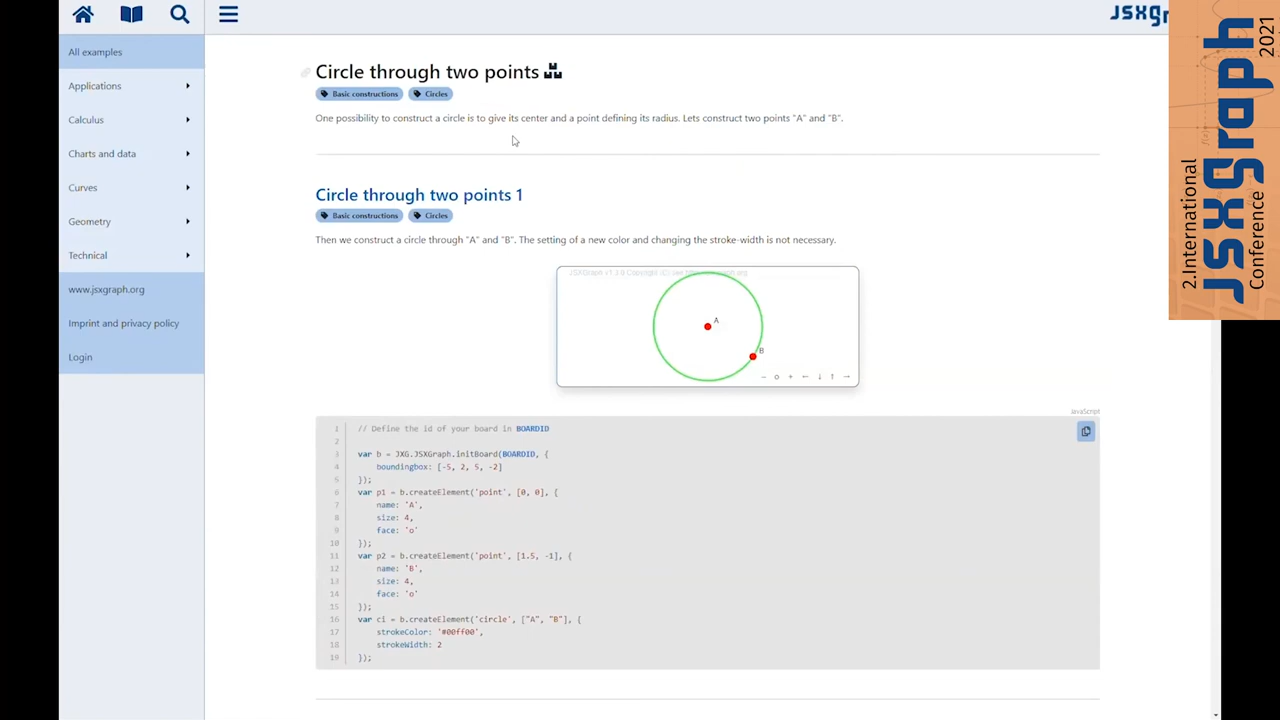 JSXGr
All examples
Applications
Calculus
Charts and data
Curves
Geometry
Technical
www.jsxgraph.org
Imprint and privacy policy
Login
Circle through two points
Basic constructions
Circles
One possibility to construct a circle is to give its center and a point defining its radius. Lets construct two points "A" and "B".
Circle through two points 1
Basic constructions
Circles
Then we construct a circle through "A" and "B". The setting of a new color and changing the stroke-width is not necessary.
A
B
− o + ← ↓ ↑ →
JavaScript
1 // Define the id of your board in BOARDID
2
3 var b = JXG.JSXGraph.initBoard(BOARDID, {
4 boundingbox: [-5, 2, 5, -2]
5 });
6 var p1 = b.createElement('point', [0, 0], {
7 name: 'A',
8 size: 4,
9 face: 'o'
10 });
11 var p2 = b.createElement('point', [1.5, -1], {
12 name: 'B',
13 size: 4,
14 face: 'o'
15 });
16 var ci = b.createElement('circle', ["A", "B"], {
17 strokeColor: '#00ff00',
18 strokeWidth: 2
19 });
2.International
JSXGraph
Conference 2021